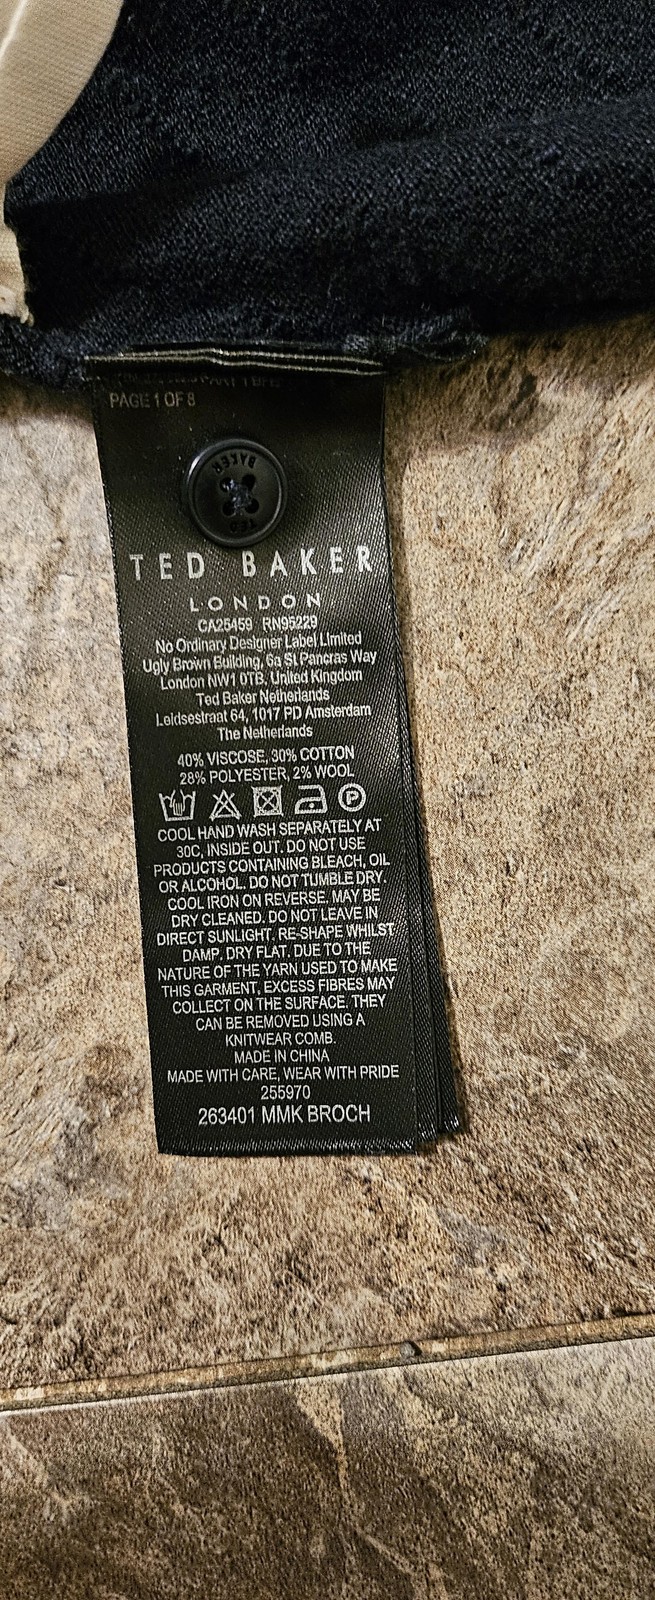 PAGE 1 OF 8
BAKER
TED
TED BAKER
LONDON
CA25459 RN95229
No Ordinary Designer Label Limited
Ugly Brown Building, 6a St Pancras Way
London NW1 0TB, United Kingdom
Ted Baker Netherlands
Leidsestraat 64, 1017 PD Amsterdam
The Netherlands
40% VISCOSE, 30% COTTON
28% POLYESTER, 2% WOOL
P
COOL HAND WASH SEPARATELY AT
30C, INSIDE OUT. DO NOT USE
PRODUCTS CONTAINING BLEACH, OIL
OR ALCOHOL. DO NOT TUMBLE DRY.
COOL IRON ON REVERSE. MAY BE
DRY CLEANED. DO NOT LEAVE IN
DIRECT SUNLIGHT. RE-SHAPE WHILST
DAMP, DRY FLAT. DUE TO THE
NATURE OF THE YARN USED TO MAKE
THIS GARMENT, EXCESS FIBRES MAY
COLLECT ON THE SURFACE. THEY
CAN BE REMOVED USING A
KNITWEAR COMB.
MADE IN CHINA
MADE WITH CARE, WEAR WITH PRIDE
255970
263401 MMK BROCH